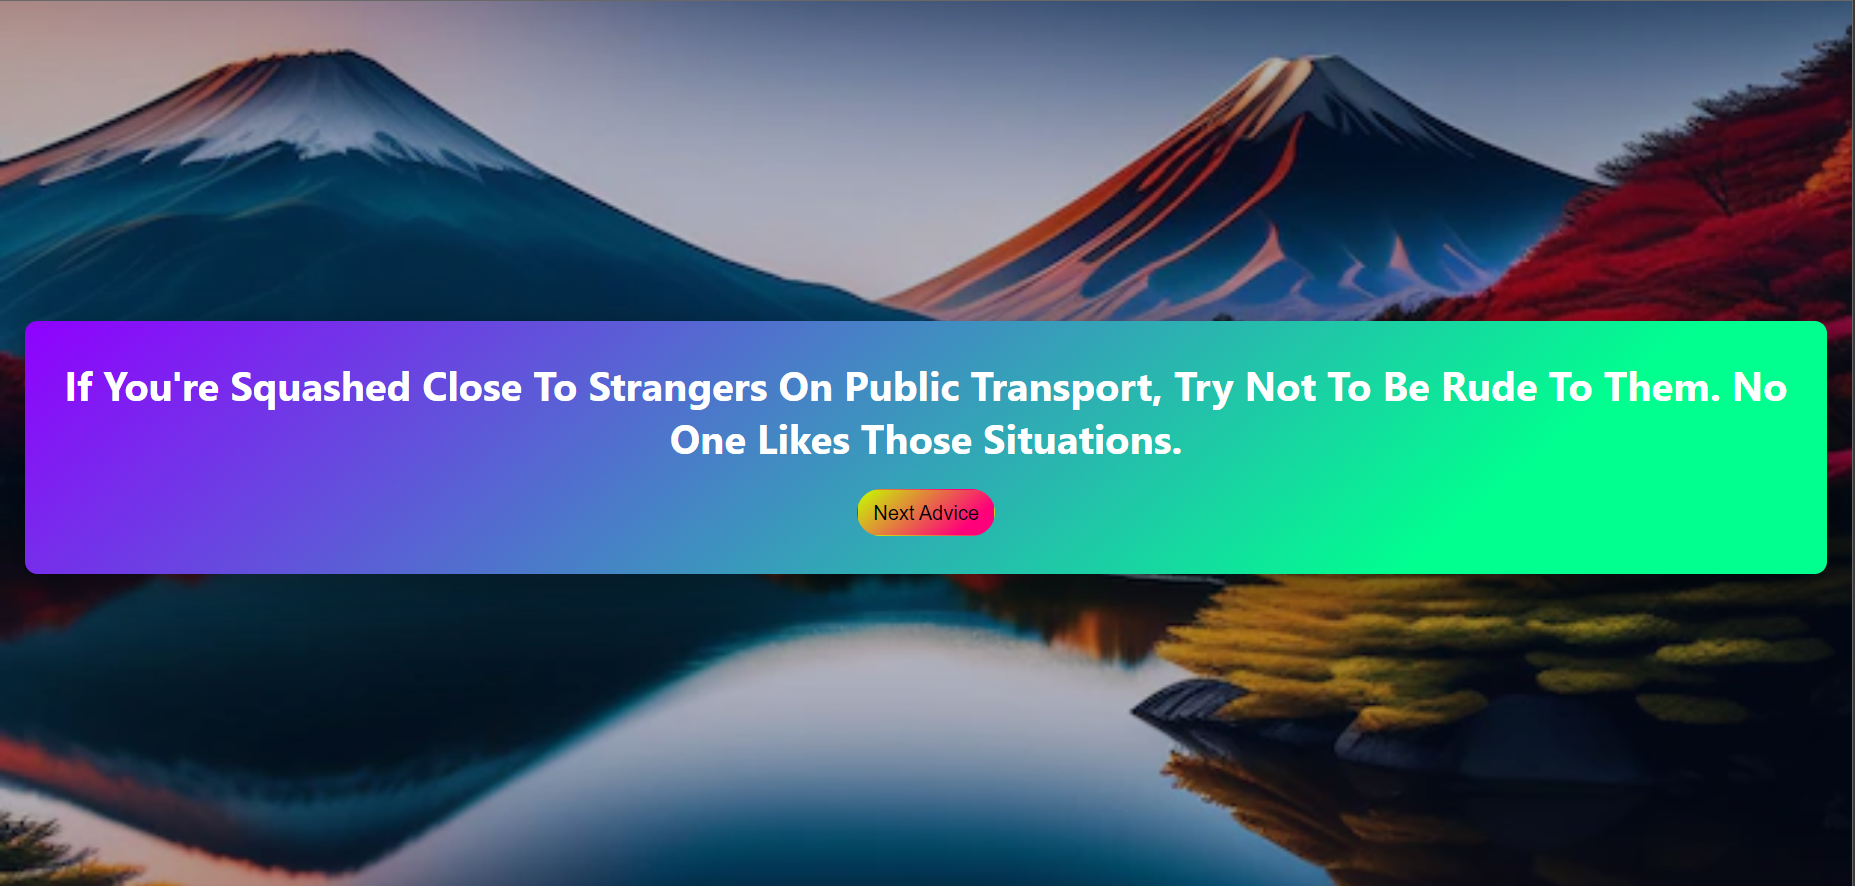 If You're Squashed Close To Strangers On Public Transport, Try Not To Be Rude To Them. No
One Likes Those Situations.
Next Advice